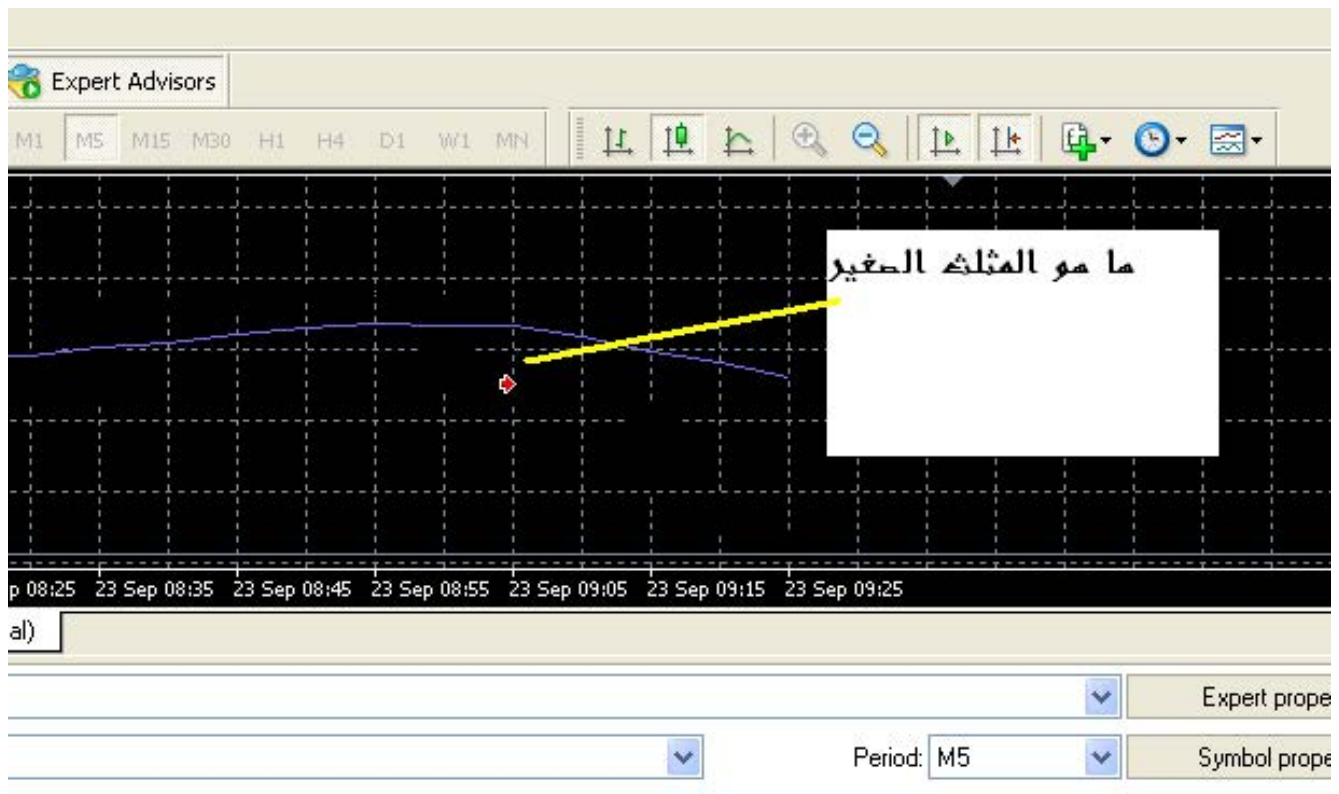 Expert Advisors
M1 M5 M15 M30 H1 H4 D1 W1 MN
ما هو المثلث الصغير
p 08:25 23 Sep 08:35 23 Sep 08:45 23 Sep 08:55 23 Sep 09:05 23 Sep 09:15 23 Sep 09:25
al)
Expert prope
Period: M5
Symbol prope